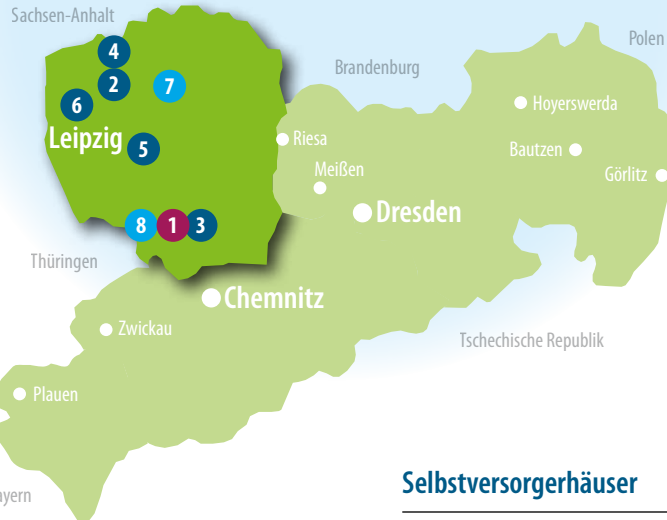 Sachsen-Anhalt
4
Polen
Brandenburg
2
7
6
Hoyerswerda
Leipzig
5
Riesa
Bautzen
Meißen
Görlitz
Dresden
8
1
3
Thüringen
Chemnitz
Zwickau
Tschechische Republik
Plauen
Selbstversorgerhäuser
ayern